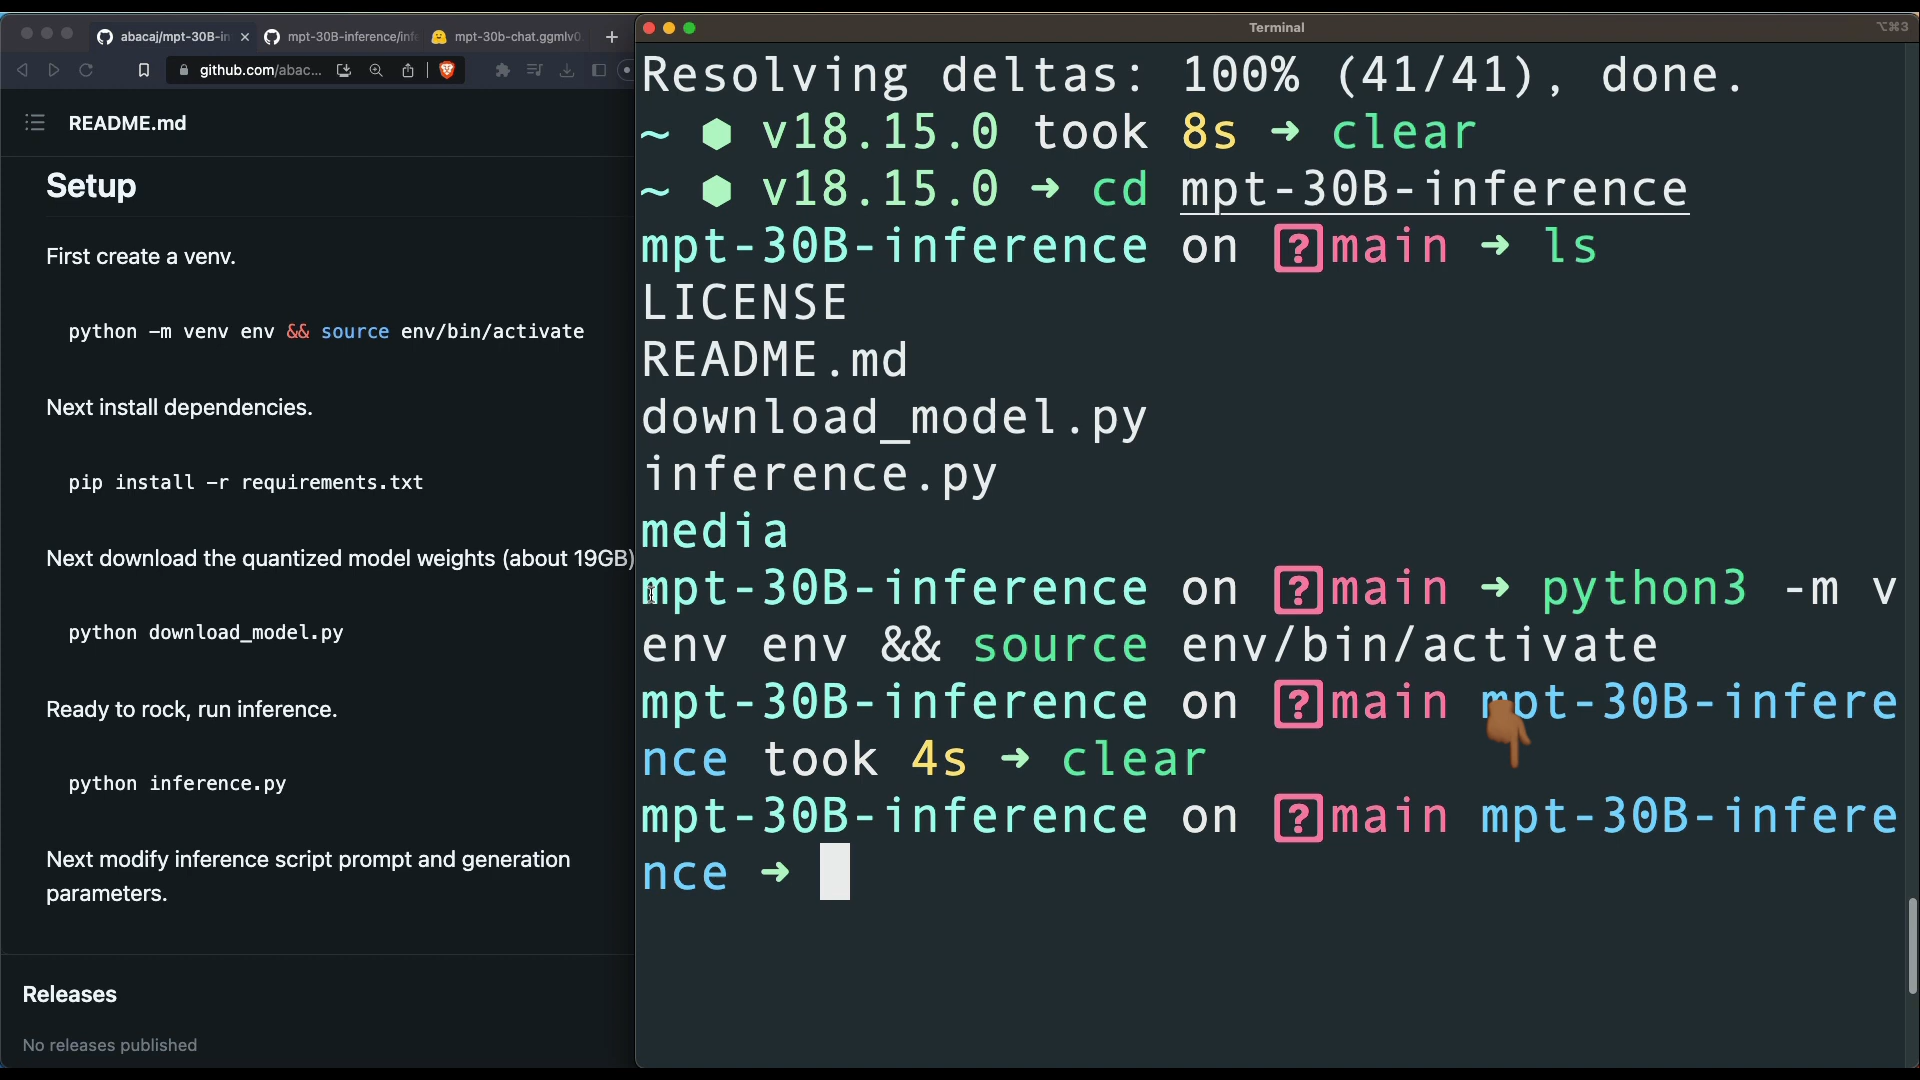 abacaj/mpt-30B-in
mpt-30B-inference/inf
mpt-30b-chat.ggmlv0
github.com/abac...
README.md
Setup
First create a venv.
python -m venv env && source env/bin/activate
Next install dependencies.
pip install -r requirements.txt
Next download the quantized model weights (about 19GB)
python download_model.py
Ready to rock, run inference.
python inference.py
Next modify inference script prompt and generation
parameters.
Releases
No releases published
Terminal
⌥⌘3
Resolving deltas: 100% (41/41), done.
~ ⬢ v18.15.0 took 8s ➜ clear
~ ⬢ v18.15.0 ➜ cd mpt-30B-inference
mpt-30B-inference on ?main ➜ ls
LICENSE
README.md
download_model.py
inference.py
media
mpt-30B-inference on ?main ➜ python3 -m v
env env && source env/bin/activate
mpt-30B-inference on ?main mpt-30B-infere
nce took 4s ➜ clear
mpt-30B-inference on ?main mpt-30B-infere
nce ➜